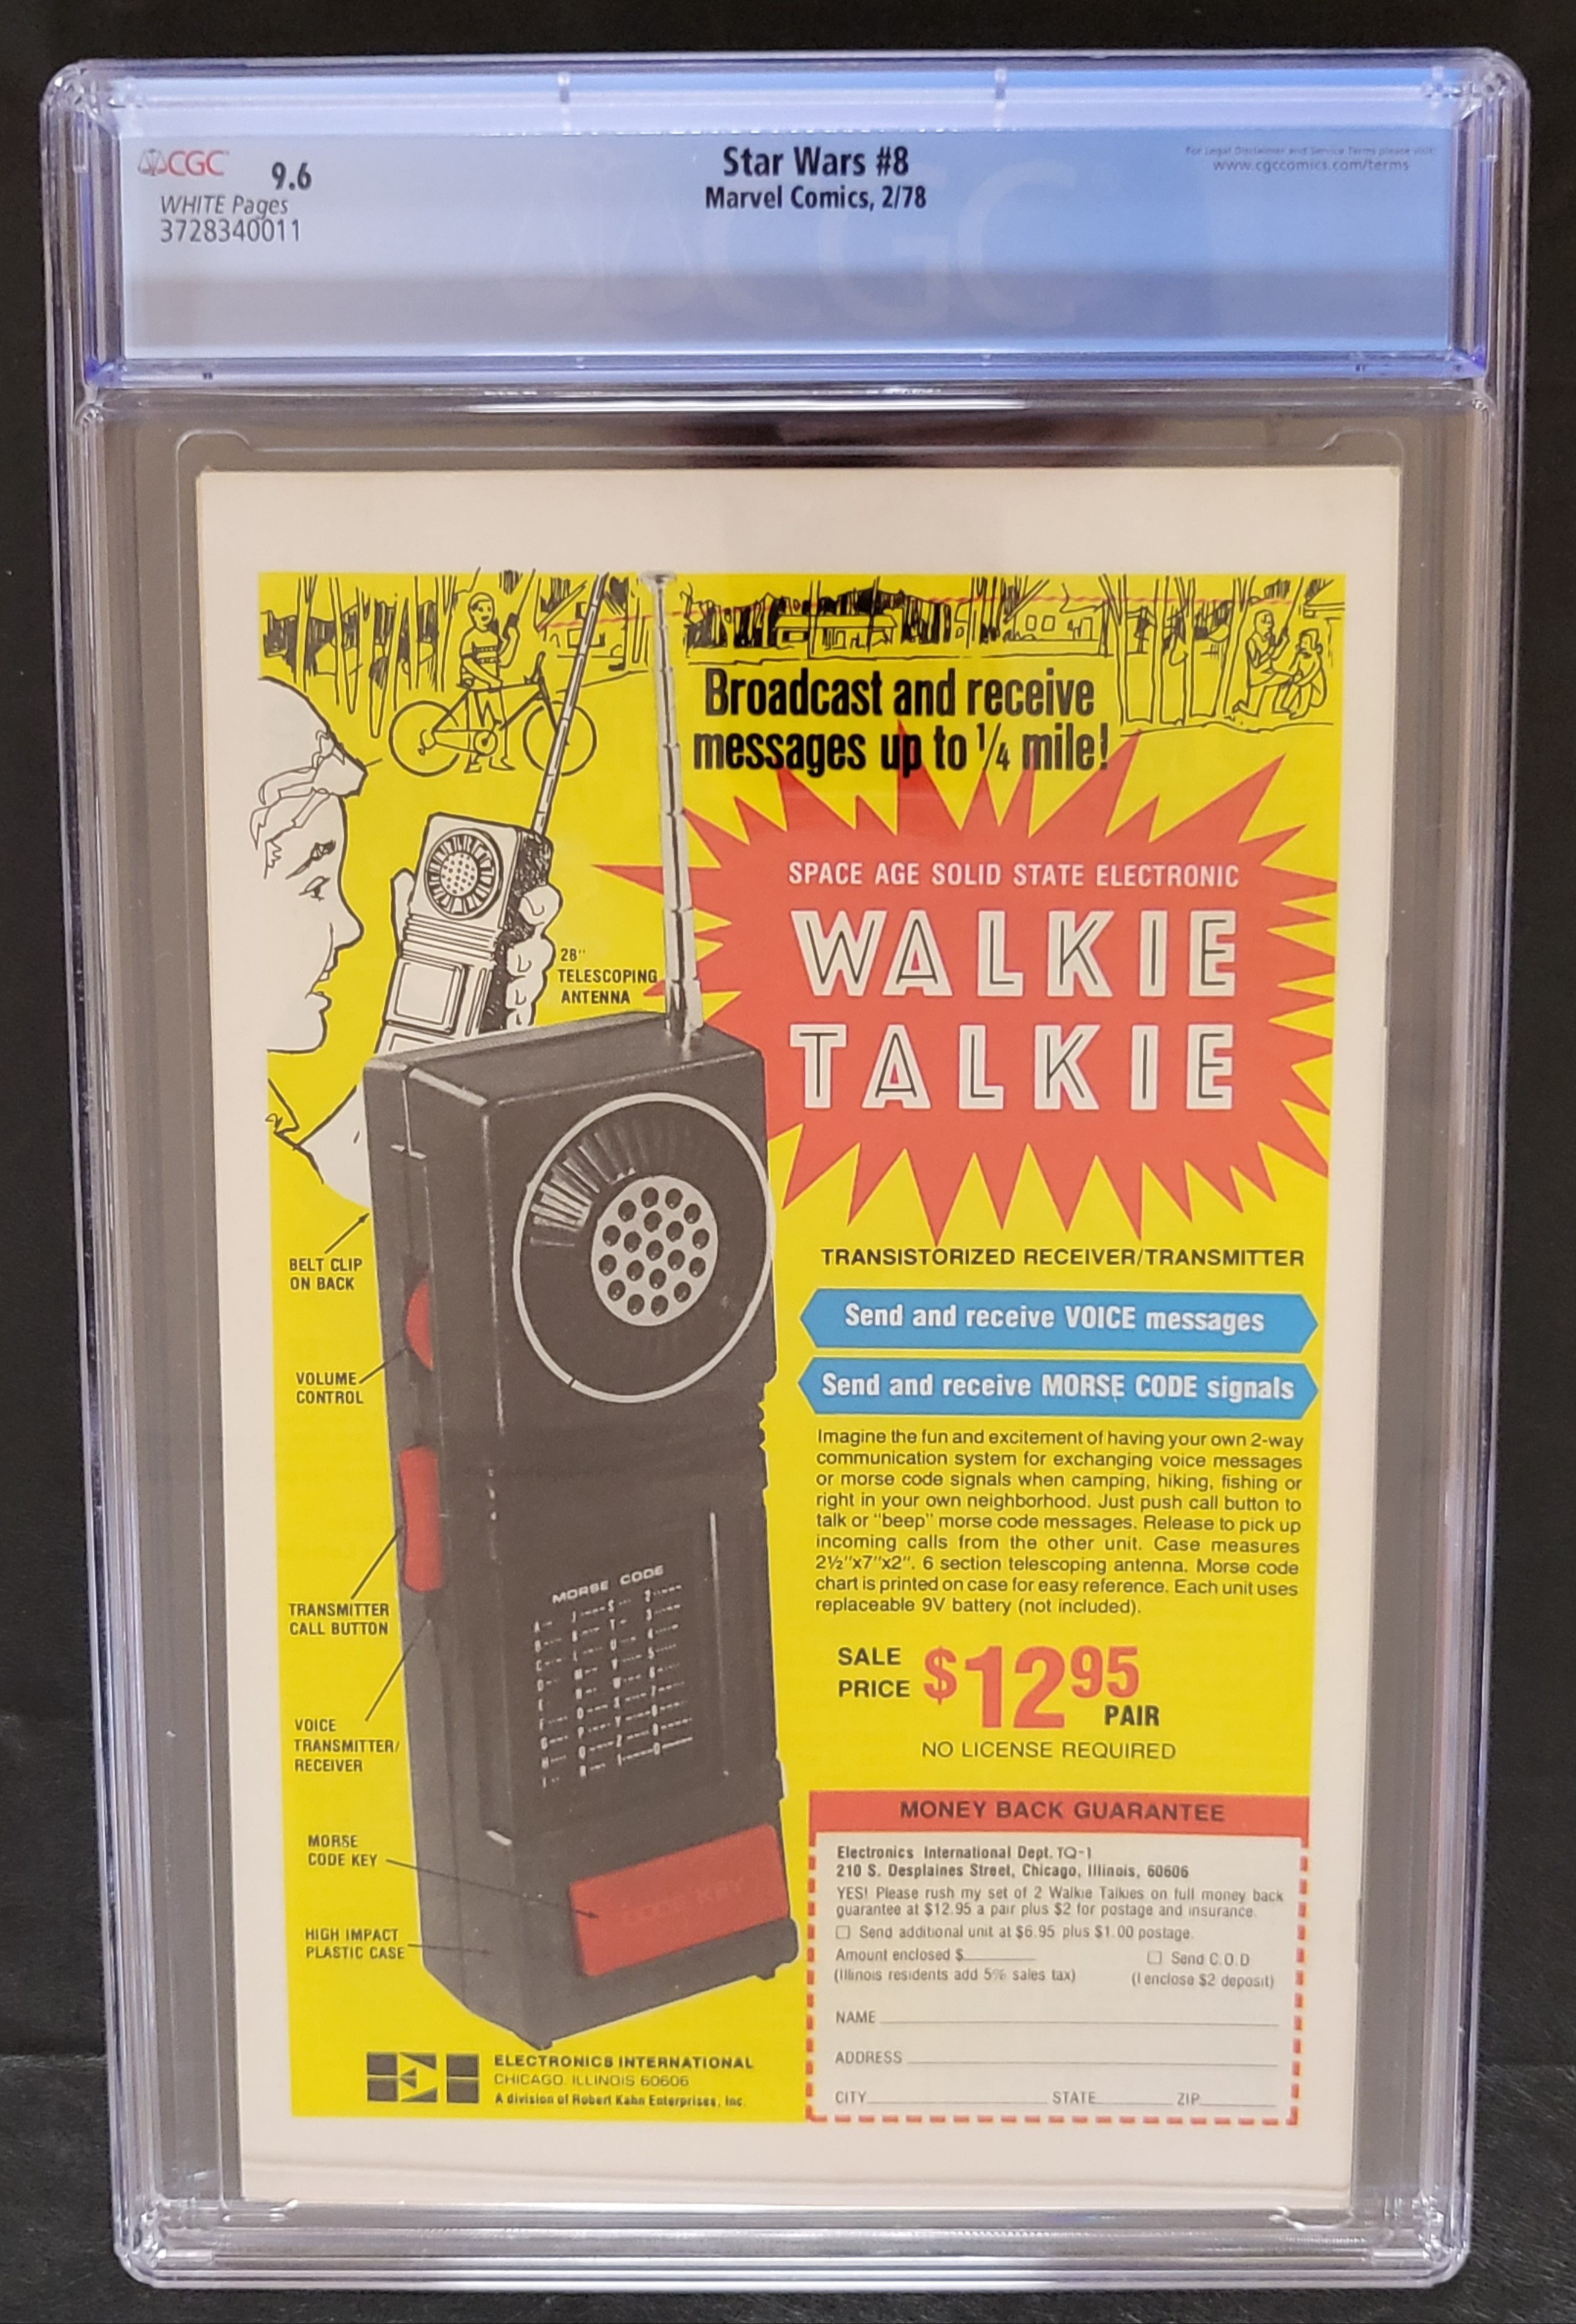 CGC 9.6
WHITE Pages
3728340011
Star Wars #8
Marvel Comics, 2/78
For Legal Disclaimer and Service Terms please visit:
www.cgccomics.com/terms
Broadcast and receive
messages up to 1/4 mile!
SPACE AGE SOLID STATE ELECTRONIC
WALKIE
TALKIE
28"
TELESCOPING
ANTENNA
BELT CLIP
ON BACK
VOLUME
CONTROL
TRANSMITTER
CALL BUTTON
VOICE
TRANSMITTER/
RECEIVER
MORSE
CODE KEY
HIGH IMPACT
PLASTIC CASE
MORSE CODE
CODE KEY
TRANSISTORIZED RECEIVER/TRANSMITTER
Send and receive VOICE messages
Send and receive MORSE CODE signals
Imagine the fun and excitement of having your own 2-way
communication system for exchanging voice messages
or morse code signals when camping, hiking, fishing or
right in your own neighborhood. Just push call button to
talk or "beep" morse code messages. Release to pick up
incoming calls from the other unit. Case measures
2½"x7"x2". 6 section telescoping antenna. Morse code
chart is printed on case for easy reference. Each unit uses
replaceable 9V battery (not included).
SALE
PRICE $12 95
PAIR
NO LICENSE REQUIRED
MONEY BACK GUARANTEE
Electronics International Dept. TQ-1
210 S. Desplaines Street, Chicago, Illinois, 60606
YES! Please rush my set of 2 Walkie Talkies on full money back
guarantee at $12.95 a pair plus $2 for postage and insurance.
Send additional unit at $6.95 plus $1.00 postage.
Amount enclosed $
Send C.O.D
(Illinois residents add 5% sales tax)
(I enclose $2 deposit)
NAME
ADDRESS
CITY STATE ZIP
ELECTRONICS INTERNATIONAL
CHICAGO. ILLINOIS 60606
A division of Robert Kahn Enterprises, Inc.